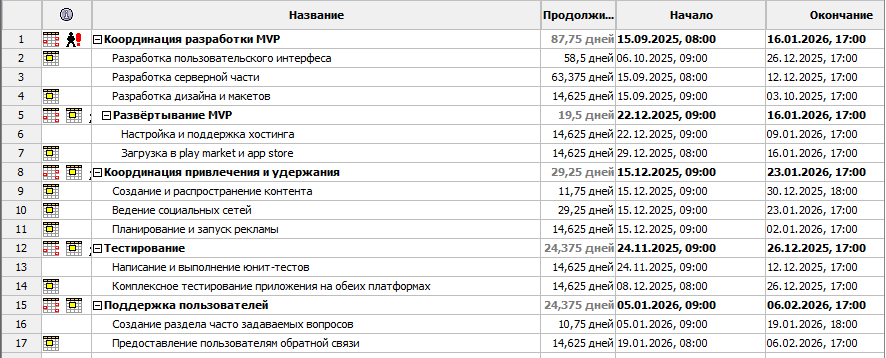 Название Продолжи... Начало Окончание
1 Координация разработки MVP 87,75 дней 15.09.2025, 08:00 16.01.2026, 17:00
2 Разработка пользовательского интерфеса 58,5 дней 06.10.2025, 09:00 26.12.2025, 17:00
3 Разработка серверной части 63,375 дней 15.09.2025, 08:00 12.12.2025, 17:00
4 Разработка дизайна и макетов 14,625 дней 15.09.2025, 09:00 03.10.2025, 17:00
5 Развёртывание MVP 19,5 дней 22.12.2025, 09:00 16.01.2026, 17:00
6 Настройка и поддержка хостинга 14,625 дней 22.12.2025, 09:00 09.01.2026, 17:00
7 Загрузка в play market и app store 14,625 дней 29.12.2025, 08:00 16.01.2026, 17:00
8 Координация привлечения и удержания 29,25 дней 15.12.2025, 09:00 23.01.2026, 17:00
9 Создание и распространение контента 11,75 дней 15.12.2025, 09:00 30.12.2025, 18:00
10 Ведение социальных сетей 29,25 дней 15.12.2025, 09:00 23.01.2026, 17:00
11 Планирование и запуск рекламы 14,625 дней 15.12.2025, 09:00 02.01.2026, 17:00
12 Тестирование 24,375 дней 24.11.2025, 09:00 26.12.2025, 17:00
13 Написание и выполнение юнит-тестов 14,625 дней 24.11.2025, 09:00 12.12.2025, 17:00
14 Комплексное тестирование приложения на обеих платформах 14,625 дней 08.12.2025, 08:00 26.12.2025, 17:00
15 Поддержка пользователей 24,375 дней 05.01.2026, 09:00 06.02.2026, 17:00
16 Создание раздела часто задаваемых вопросов 10,75 дней 05.01.2026, 09:00 19.01.2026, 18:00
17 Предоставление пользователям обратной связи 14,625 дней 19.01.2026, 08:00 06.02.2026, 17:00